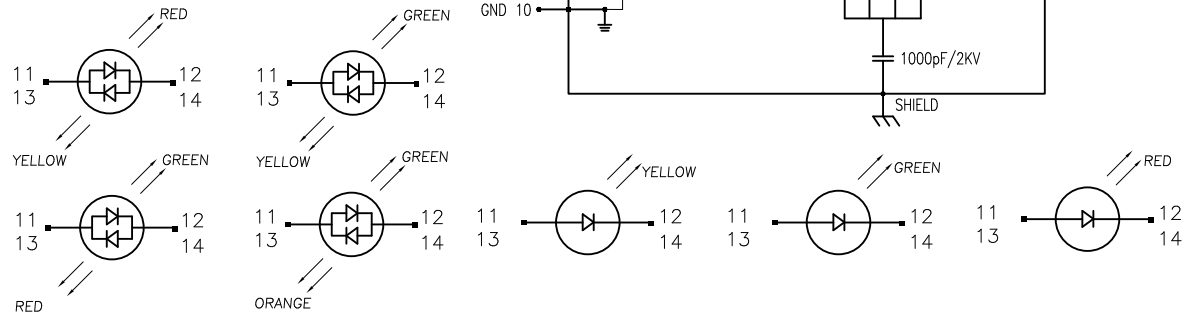 RED
11 12
13 14
YELLOW
GREEN
11 12
13 14
YELLOW
GND 10
1000pF/2KV
SHIELD
GREEN
11 12
13 14
RED
GREEN
11 12
13 14
ORANGE
YELLOW
11 12
13 14
GREEN
11 12
13 14
RED
11 12
13 14